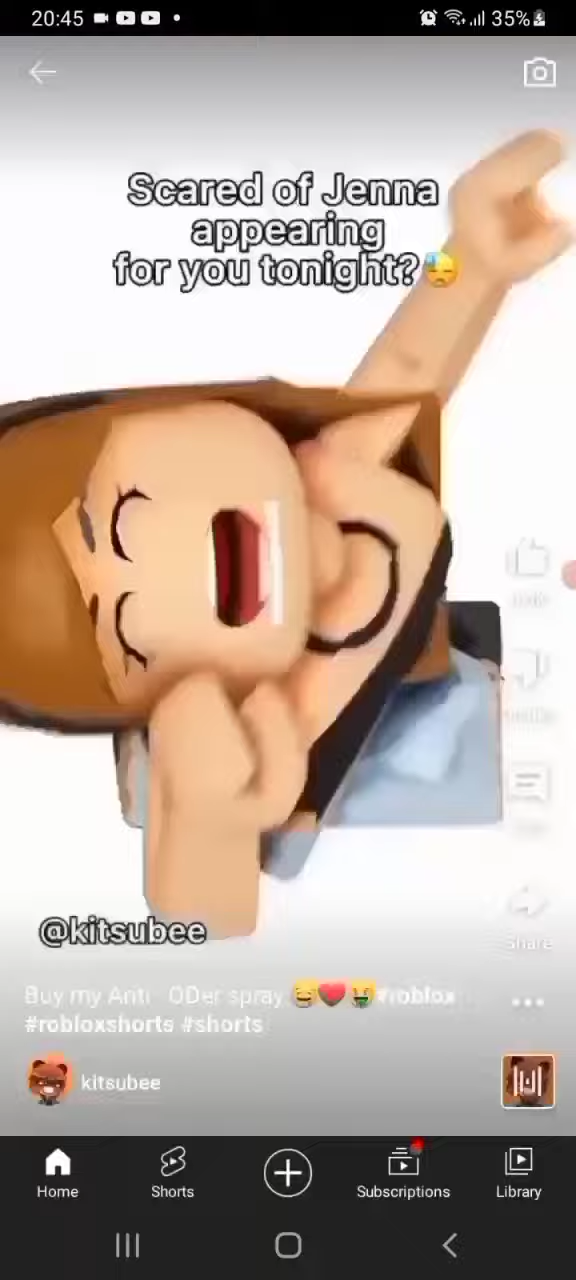 20:45
35%
Scared of Jenna
appearing
for you tonight?😓
@kitsubee
Share
Buy my Anti - ODer spray 😂❤️🤑 #roblox
#robloxshorts #shorts
kitsubee
Home
Shorts
Subscriptions
Library